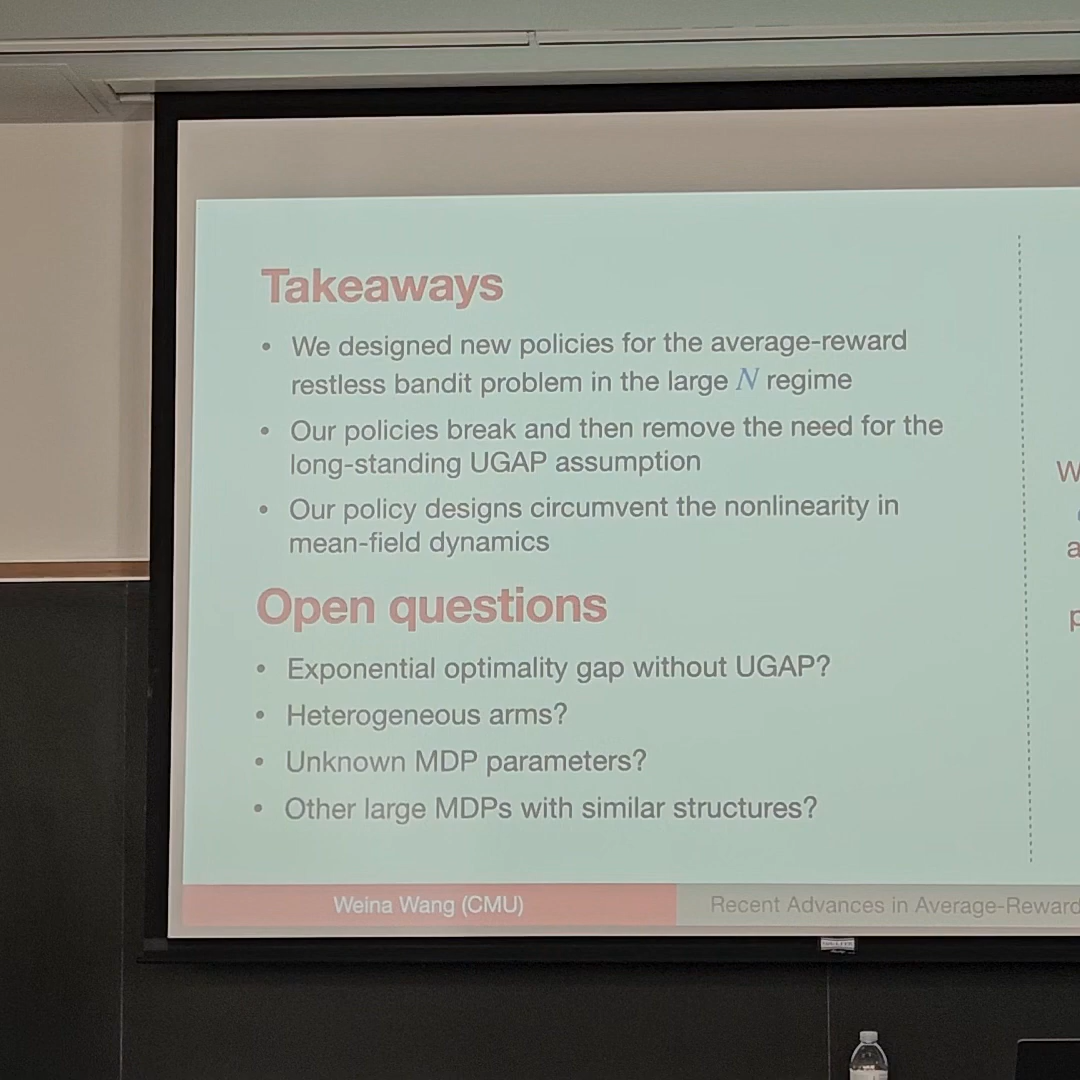 Takeaways
• We designed new policies for the average-reward
restless bandit problem in the large N regime
• Our policies break and then remove the need for the
long-standing UGAP assumption
• Our policy designs circumvent the nonlinearity in
mean-field dynamics
Open questions
• Exponential optimality gap without UGAP?
• Heterogeneous arms?
• Unknown MDP parameters?
• Other large MDPs with similar structures?
Weina Wang (CMU)
Recent Advances in Average-Reward